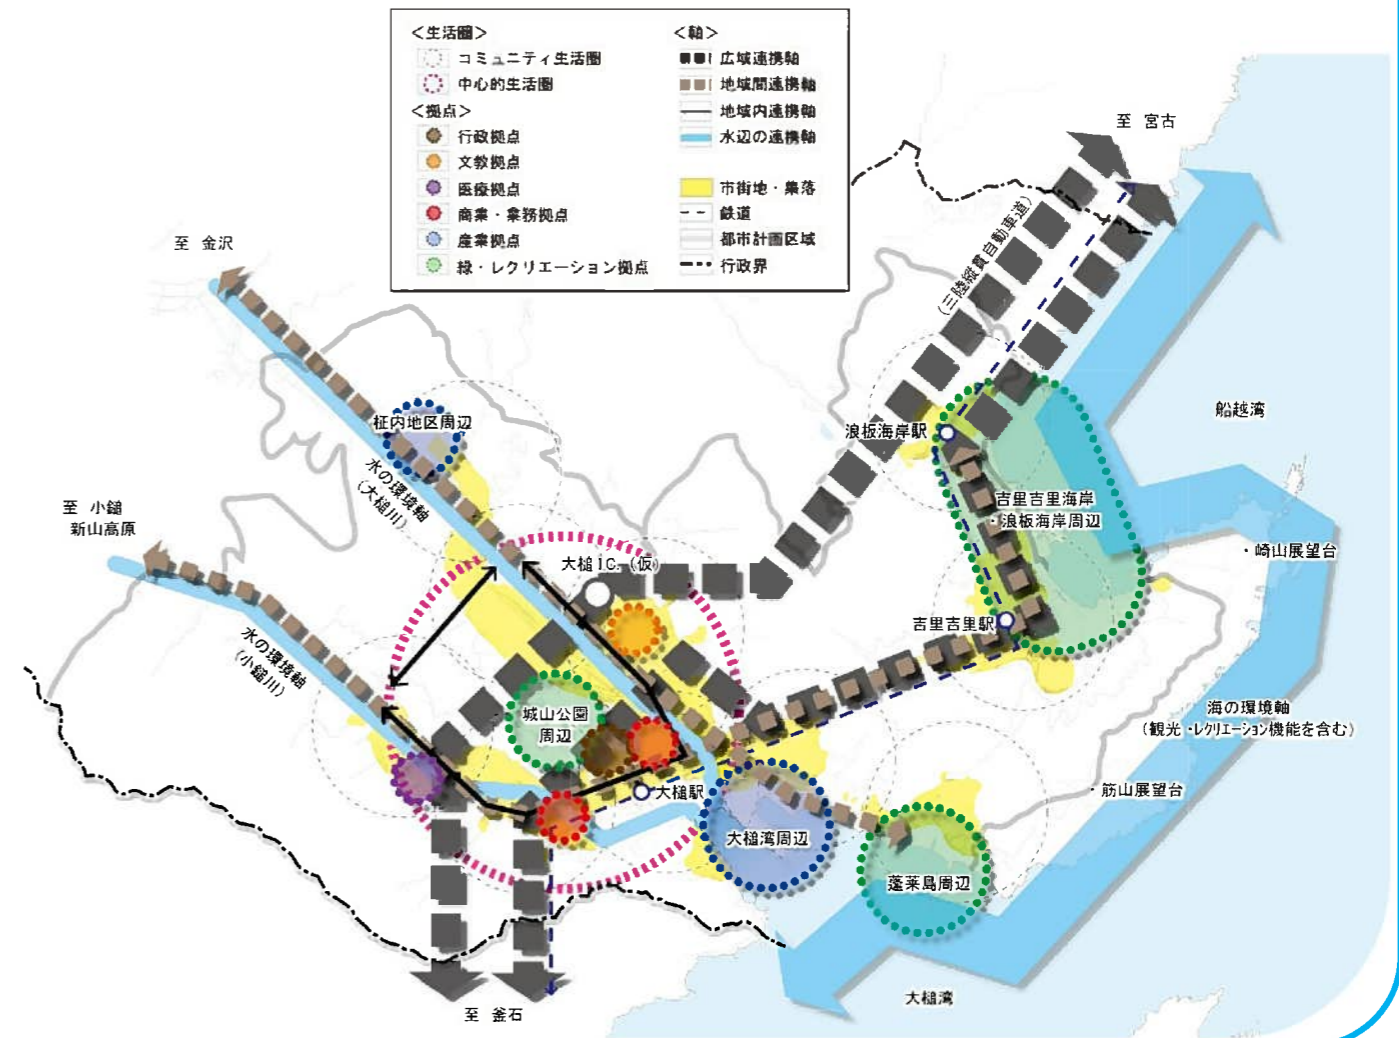 ＜生活圏＞
コミュニティ生活圏
中心的生活圏
＜拠点＞
行政拠点
文教拠点
医療拠点
商業・業務拠点
産業拠点
緑・レクリエーション拠点
＜軸＞
広域連携軸
地域間連携軸
地域内連携軸
水辺の連携軸
市街地・集落
鉄道
都市計画区域
行政界
至 宮古
(三陸縦貫自動車道)
至 金沢
船越湾
柾内地区周辺
浪板海岸駅
水の環境軸
(大槌川)
吉里吉里海岸
・浪板海岸周辺
至 小鎚
新山高原
・崎山展望台
大槌I.C.(仮)
吉里吉里駅
水の環境軸
(小鎚川)
城山公園
周辺
海の環境軸
(観光・レクリエーション機能を含む)
大槌駅
・筋山展望台
大槌湾周辺
蓬莱島周辺
大槌湾
至 釜石